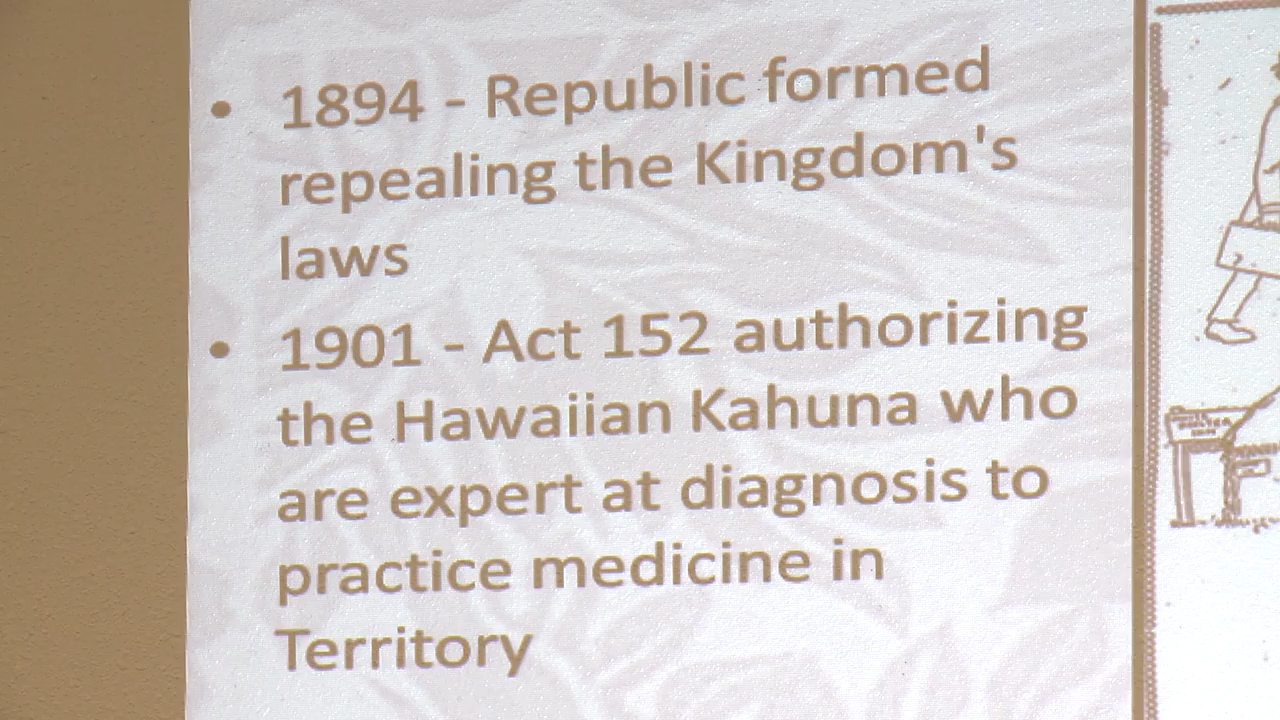 • 1894 - Republic formed
repealing the Kingdom's
laws
• 1901 - Act 152 authorizing
the Hawaiian Kahuna who
are expert at diagnosis to
practice medicine in
Territory